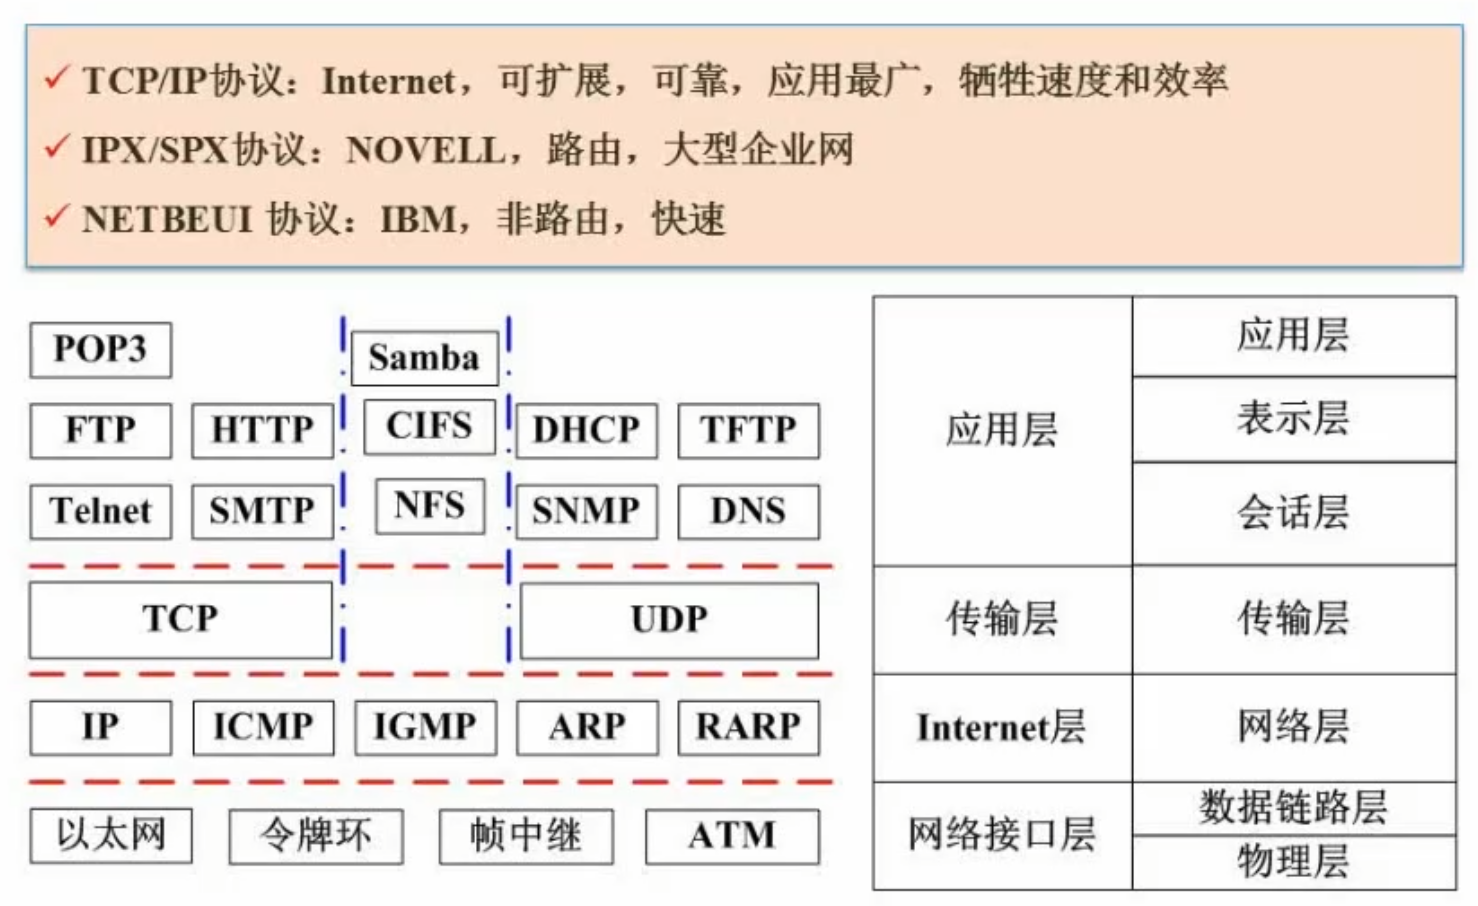 ✓ TCP/IP协议：Internet，可扩展，可靠，应用最广，牺牲速度和效率
✓ IPX/SPX协议：NOVELL，路由，大型企业网
✓ NETBEUI 协议：IBM，非路由，快速
POP3
Samba
FTP HTTP CIFS DHCP TFTP
Telnet SMTP NFS SNMP DNS
TCP UDP
IP ICMP IGMP ARP RARP
以太网 令牌环 帧中继 ATM
应用层
应用层
表示层
会话层
传输层 传输层
Internet层 网络层
网络接口层
数据链路层
物理层